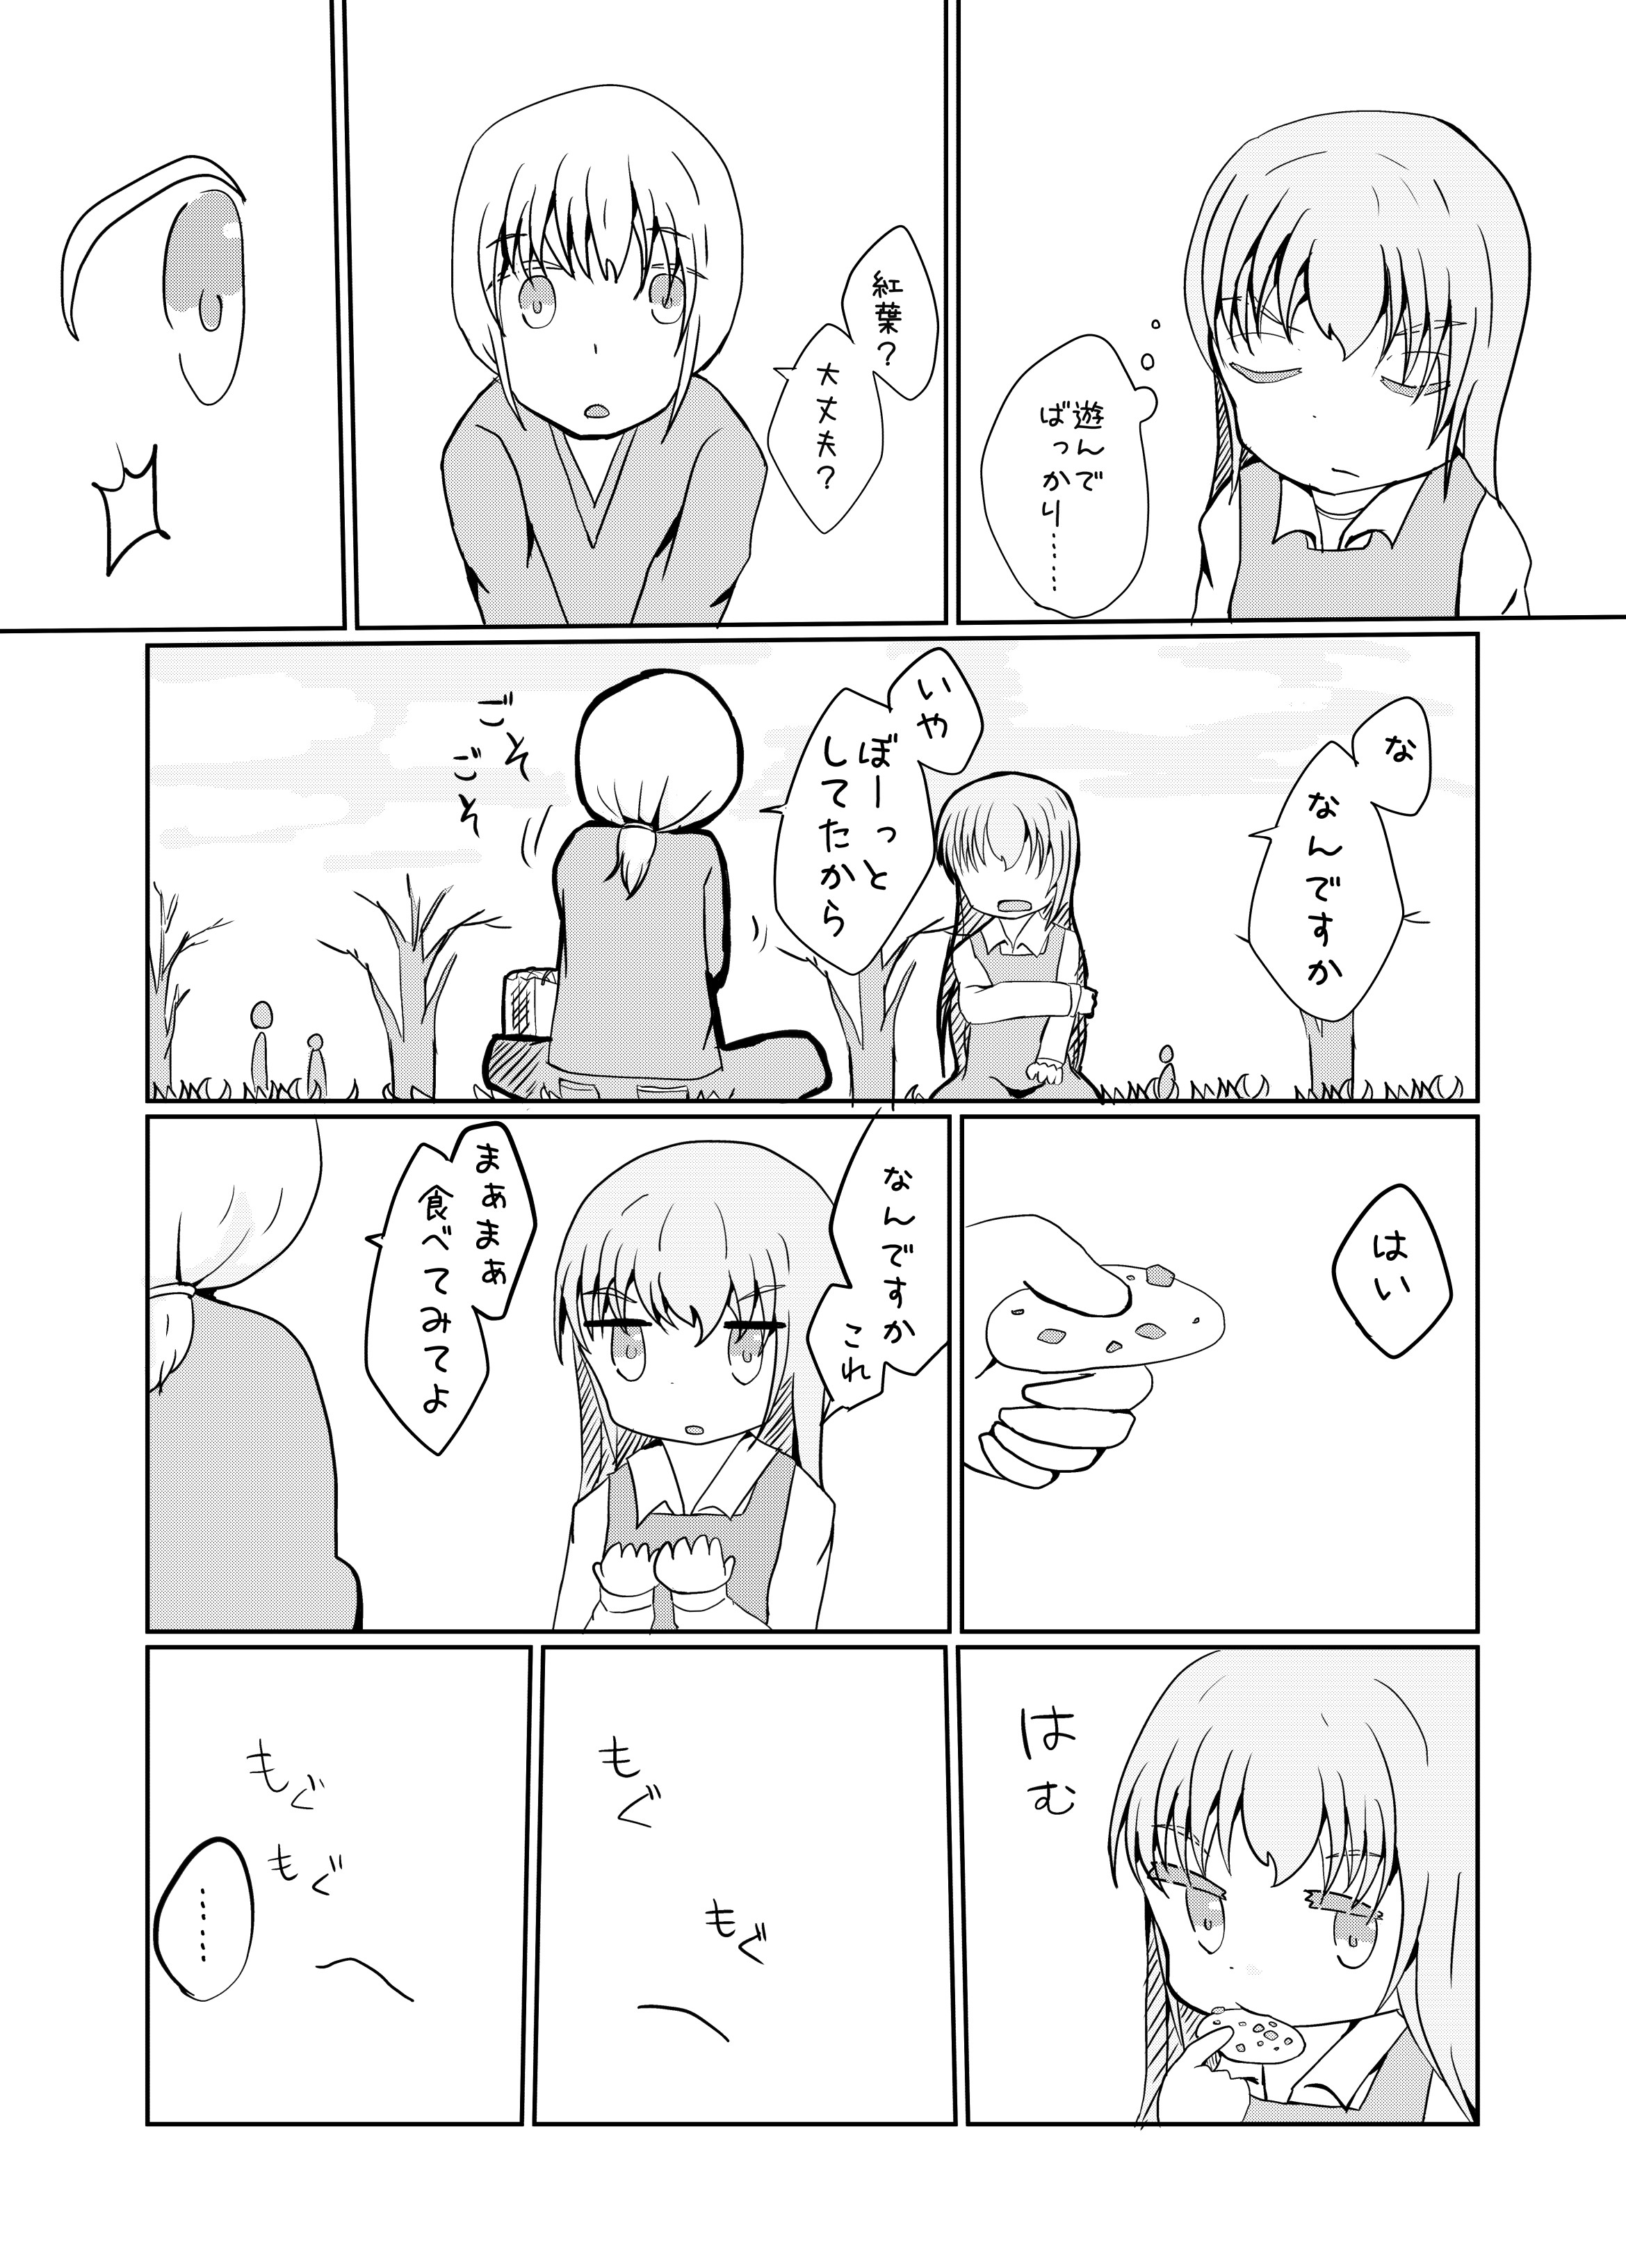 遊んで
ばっかり……
紅葉?
大丈夫?
な
なんですか
いや
ぼーっと
してたから
ごそ
ごそ
はい
なんですか
これ
まぁまぁ
食べてみてよ
はむ
もぐ
もぐ
もぐ
もぐ
……